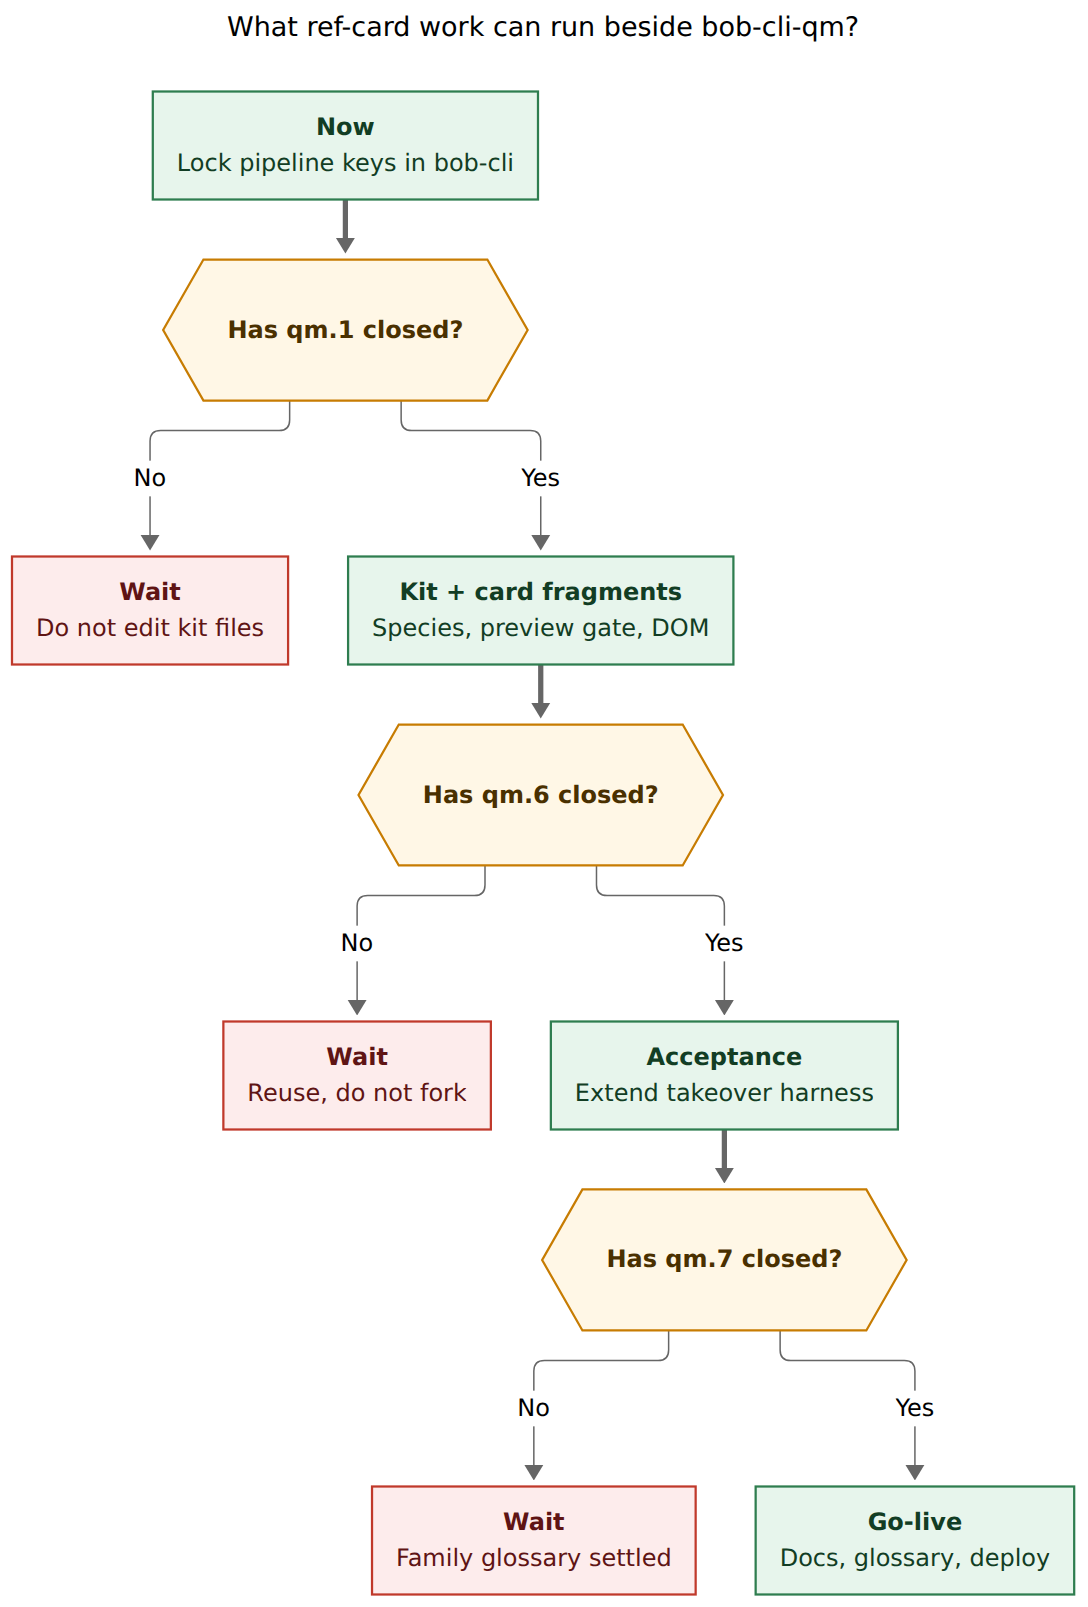 What ref-card work can run beside bob-cli-qm?
Now
Lock pipeline keys in bob-cli
Has qm.1 closed?
No
Yes
Wait
Do not edit kit files
Kit + card fragments
Species, preview gate, DOM
Has qm.6 closed?
No
Yes
Wait
Reuse, do not fork
Acceptance
Extend takeover harness
Has qm.7 closed?
No
Yes
Wait
Family glossary settled
Go-live
Docs, glossary, deploy